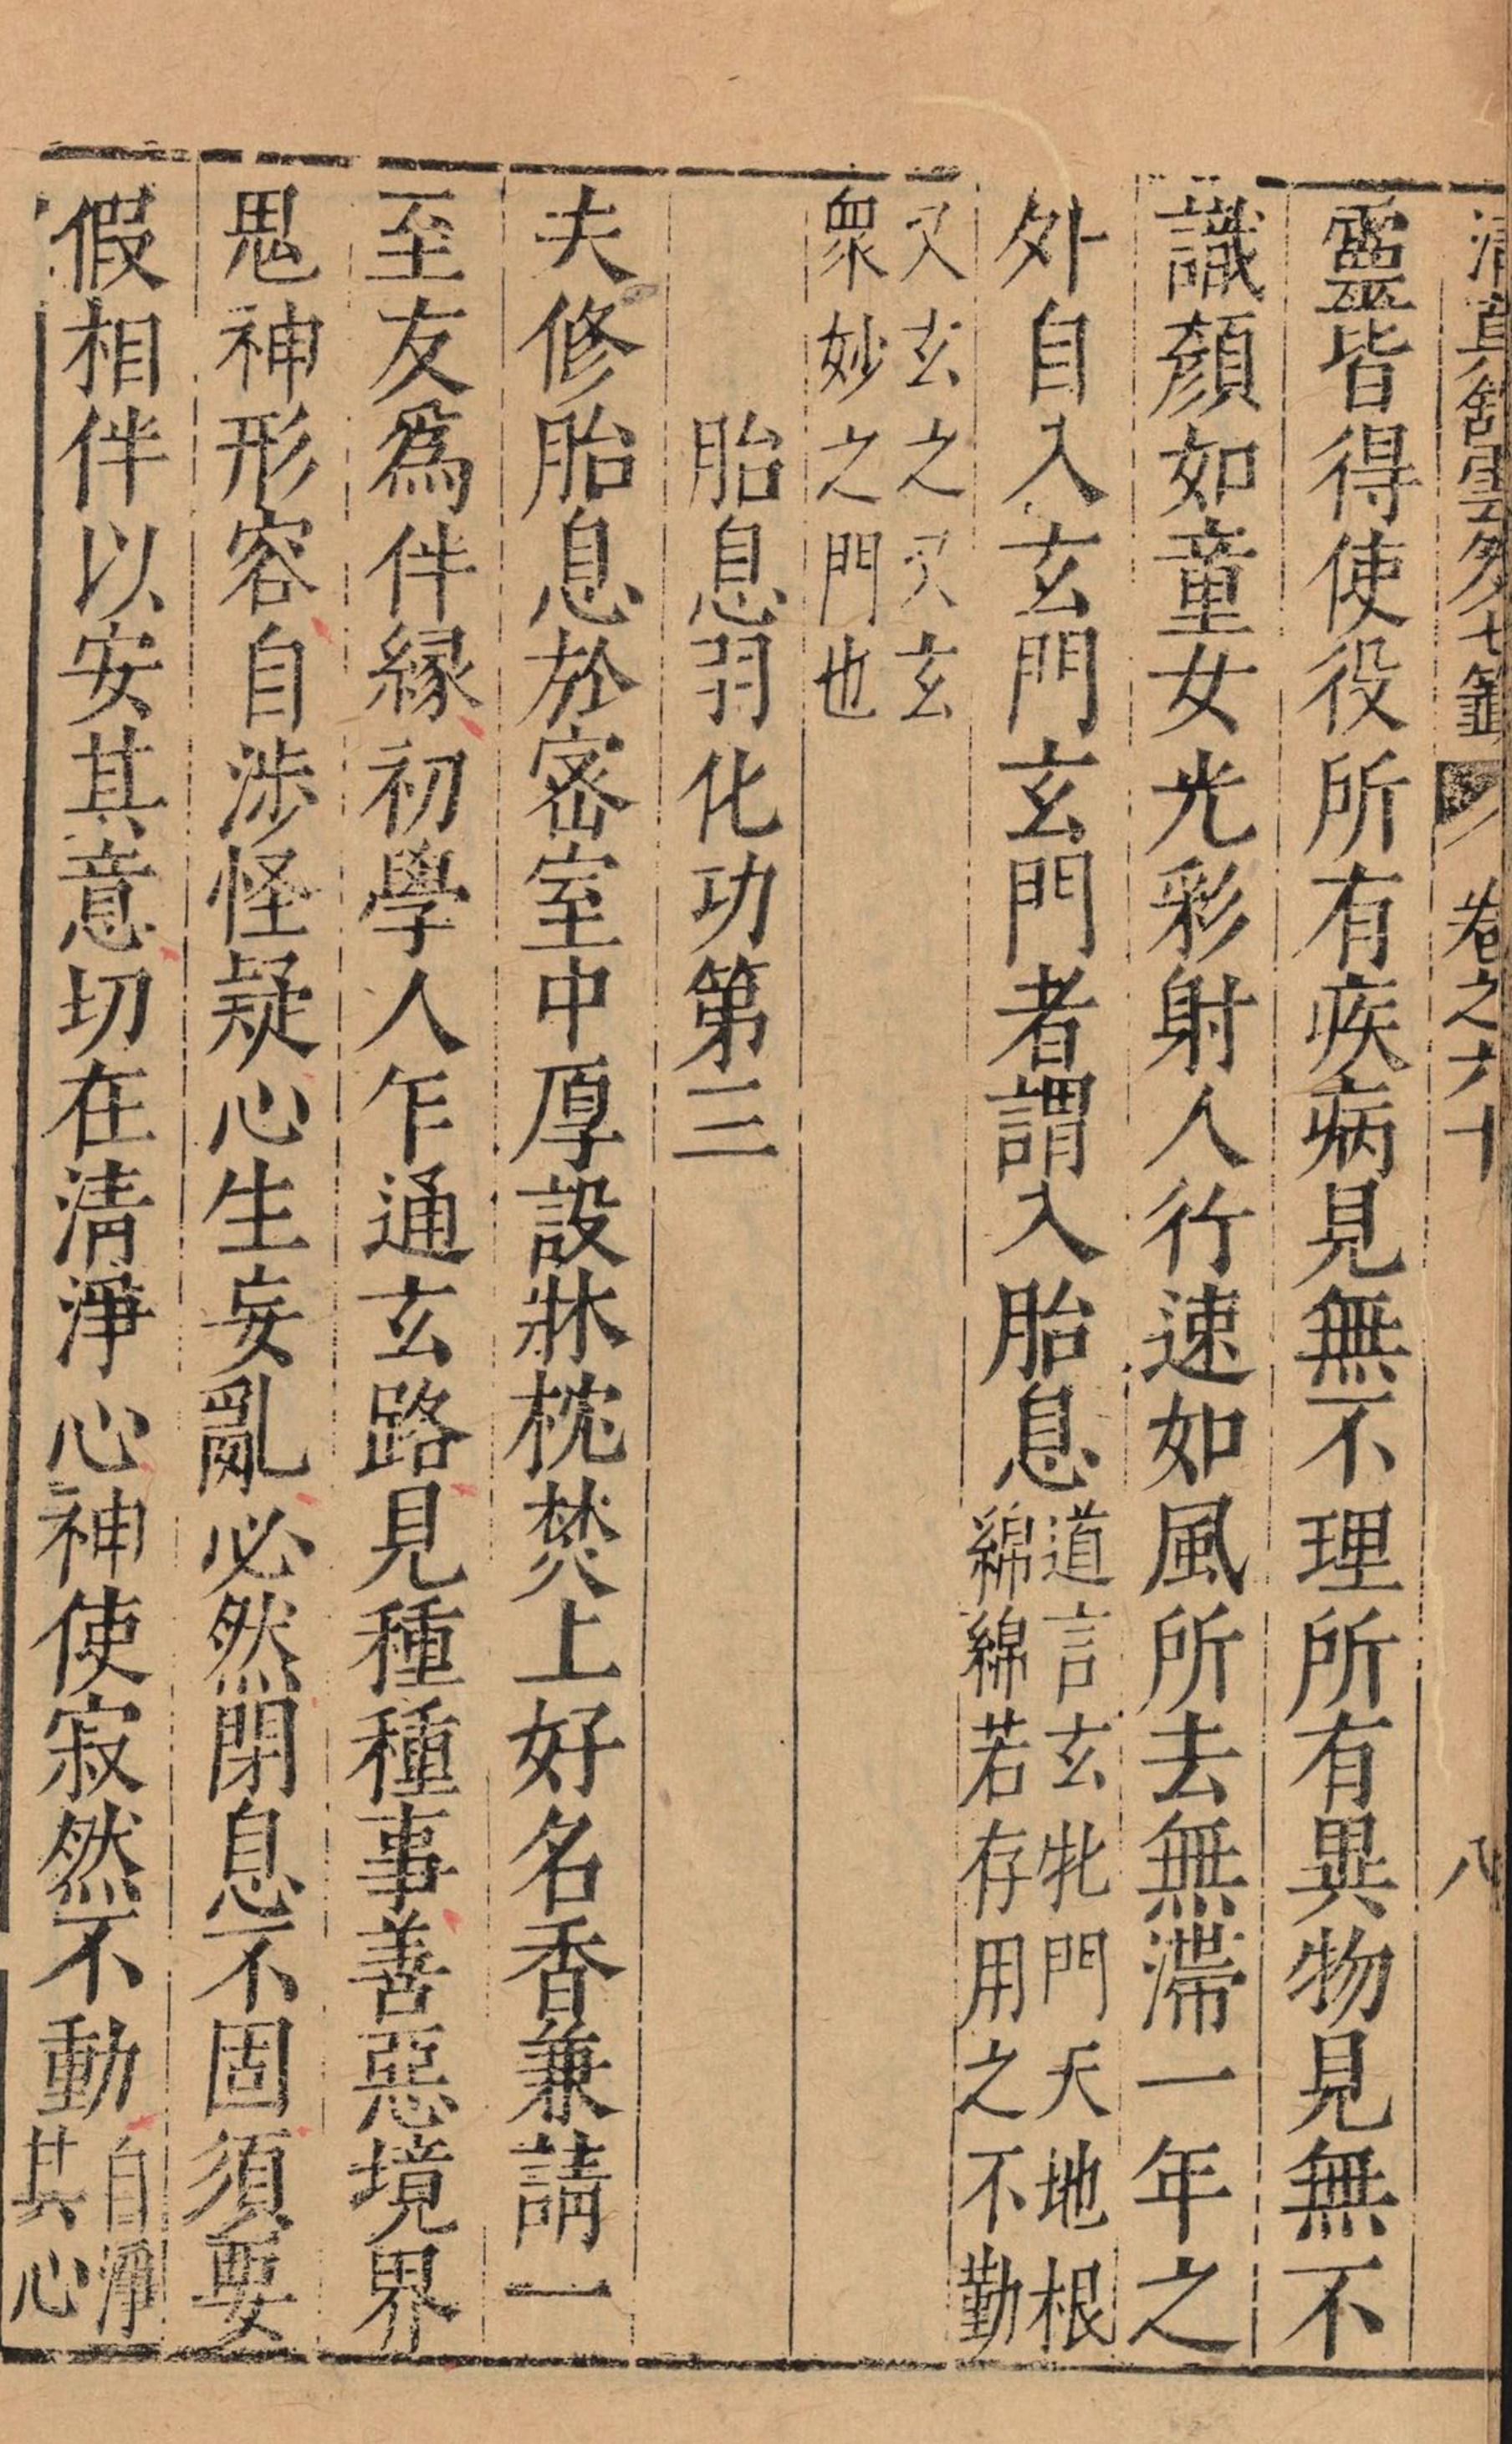 清真館雲笈七籤 卷之六十 八
靈皆得使役所有疾病見無不理所有異物見無不
識顏如童女光彩射人行速如風所去無滯一年之
外自入玄門玄門者謂入胎息道言玄牝門天地根
綿綿若存用之不勤
又玄之又玄
衆妙之門也
胎息羽化功第三
夫修胎息於密室中厚設牀枕焚上好名香兼請一
至友爲伴緣初學人乍通玄路見種種事善惡境界
鬼神形容自涉怪疑心生妄亂必然閉息不固須要
假相伴以安其意切在清淨心神使寂然不動自淨
其心